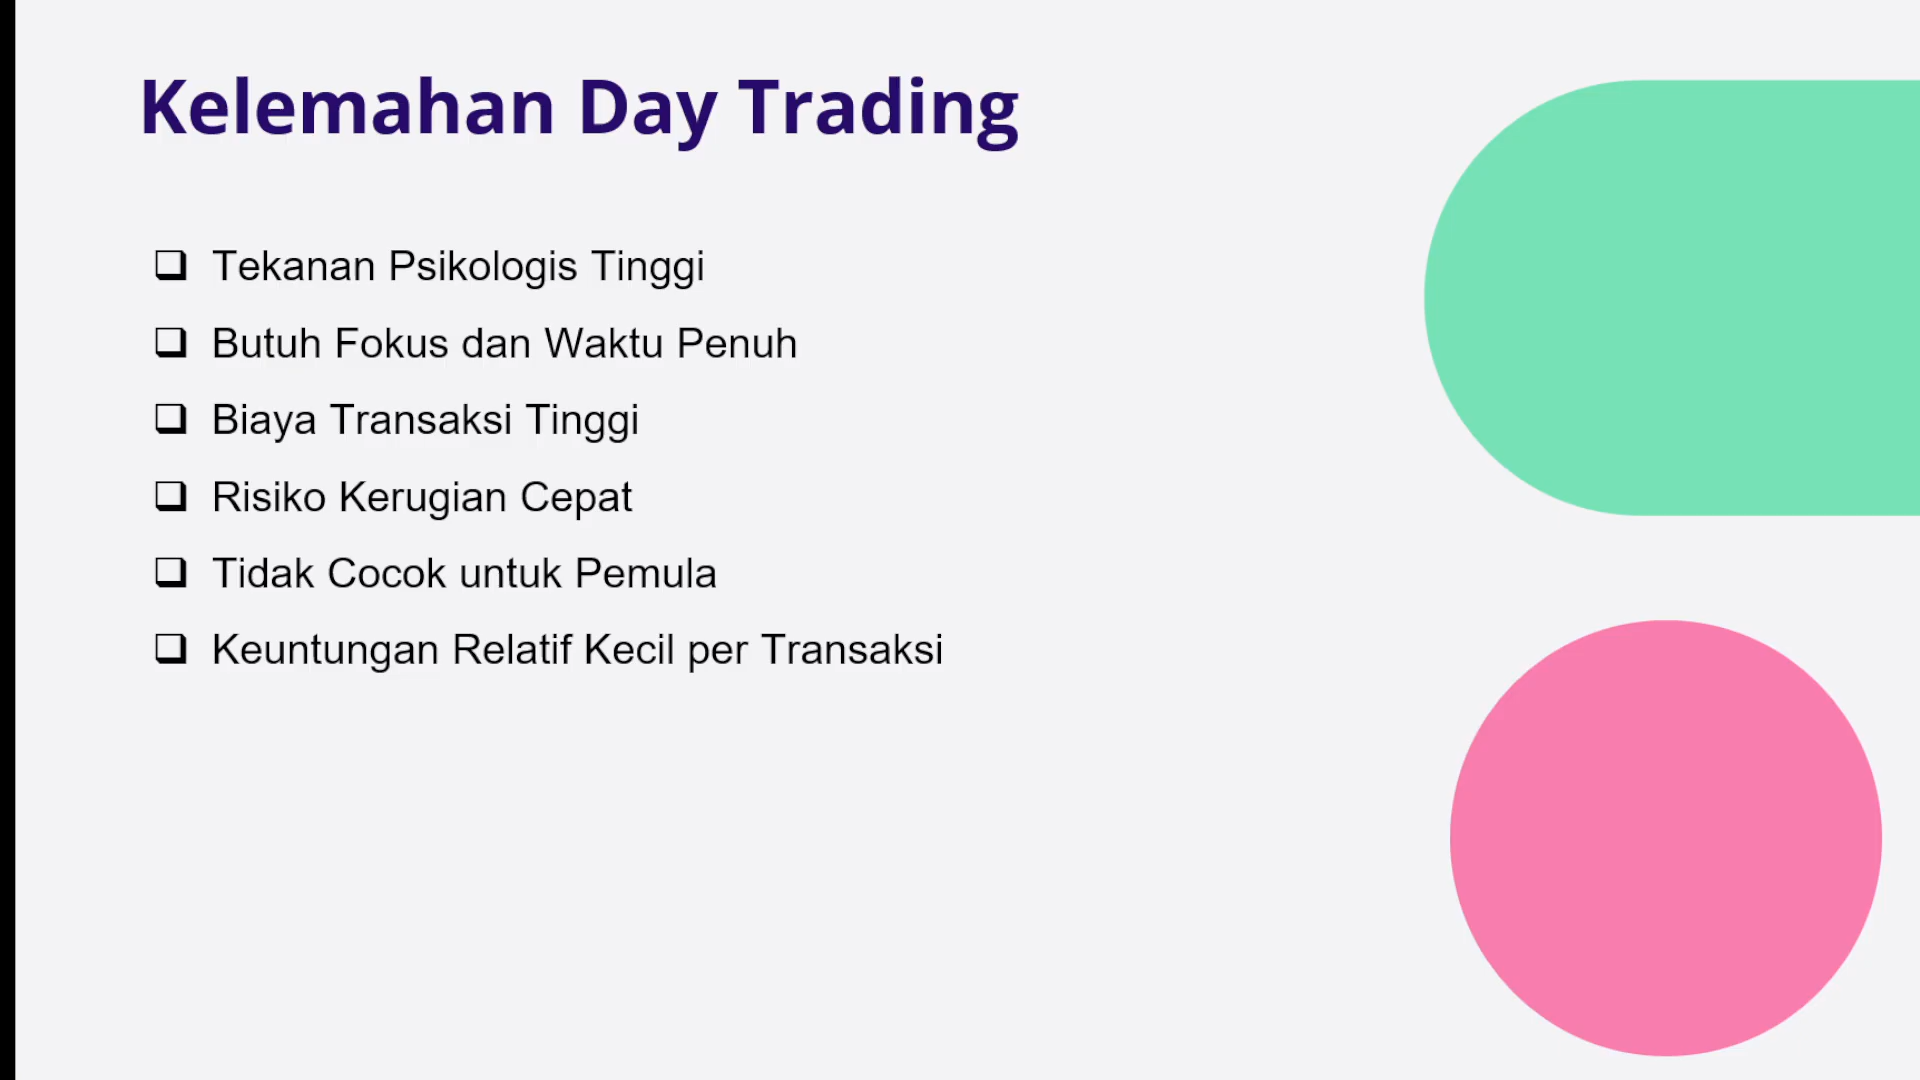 Kelemahan Day Trading
Tekanan Psikologis Tinggi
Butuh Fokus dan Waktu Penuh
Biaya Transaksi Tinggi
Risiko Kerugian Cepat
Tidak Cocok untuk Pemula
Keuntungan Relatif Kecil per Transaksi